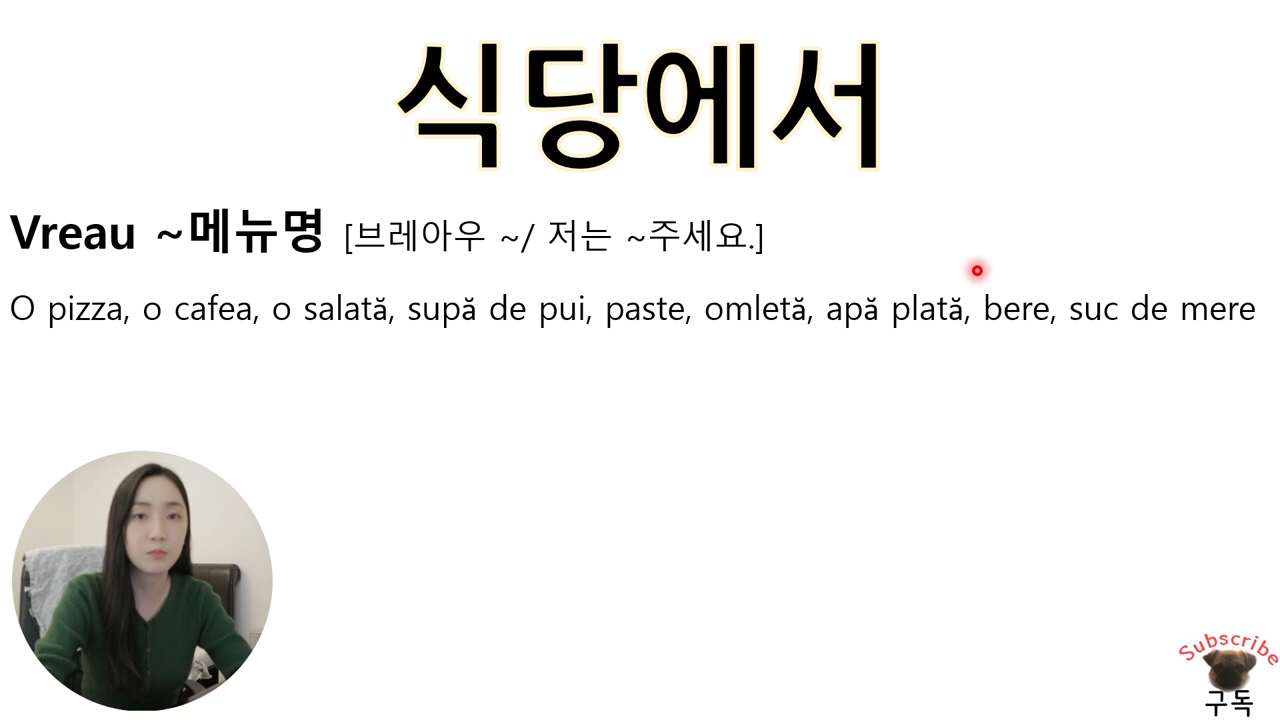 식당에서
Vreau ~메뉴명 [브레아우 ~/ 저는 ~주세요.]
O pizza, o cafea, o salată, supă de pui, paste, omletă, apă plată, bere, suc de mere
Subscribe
구독